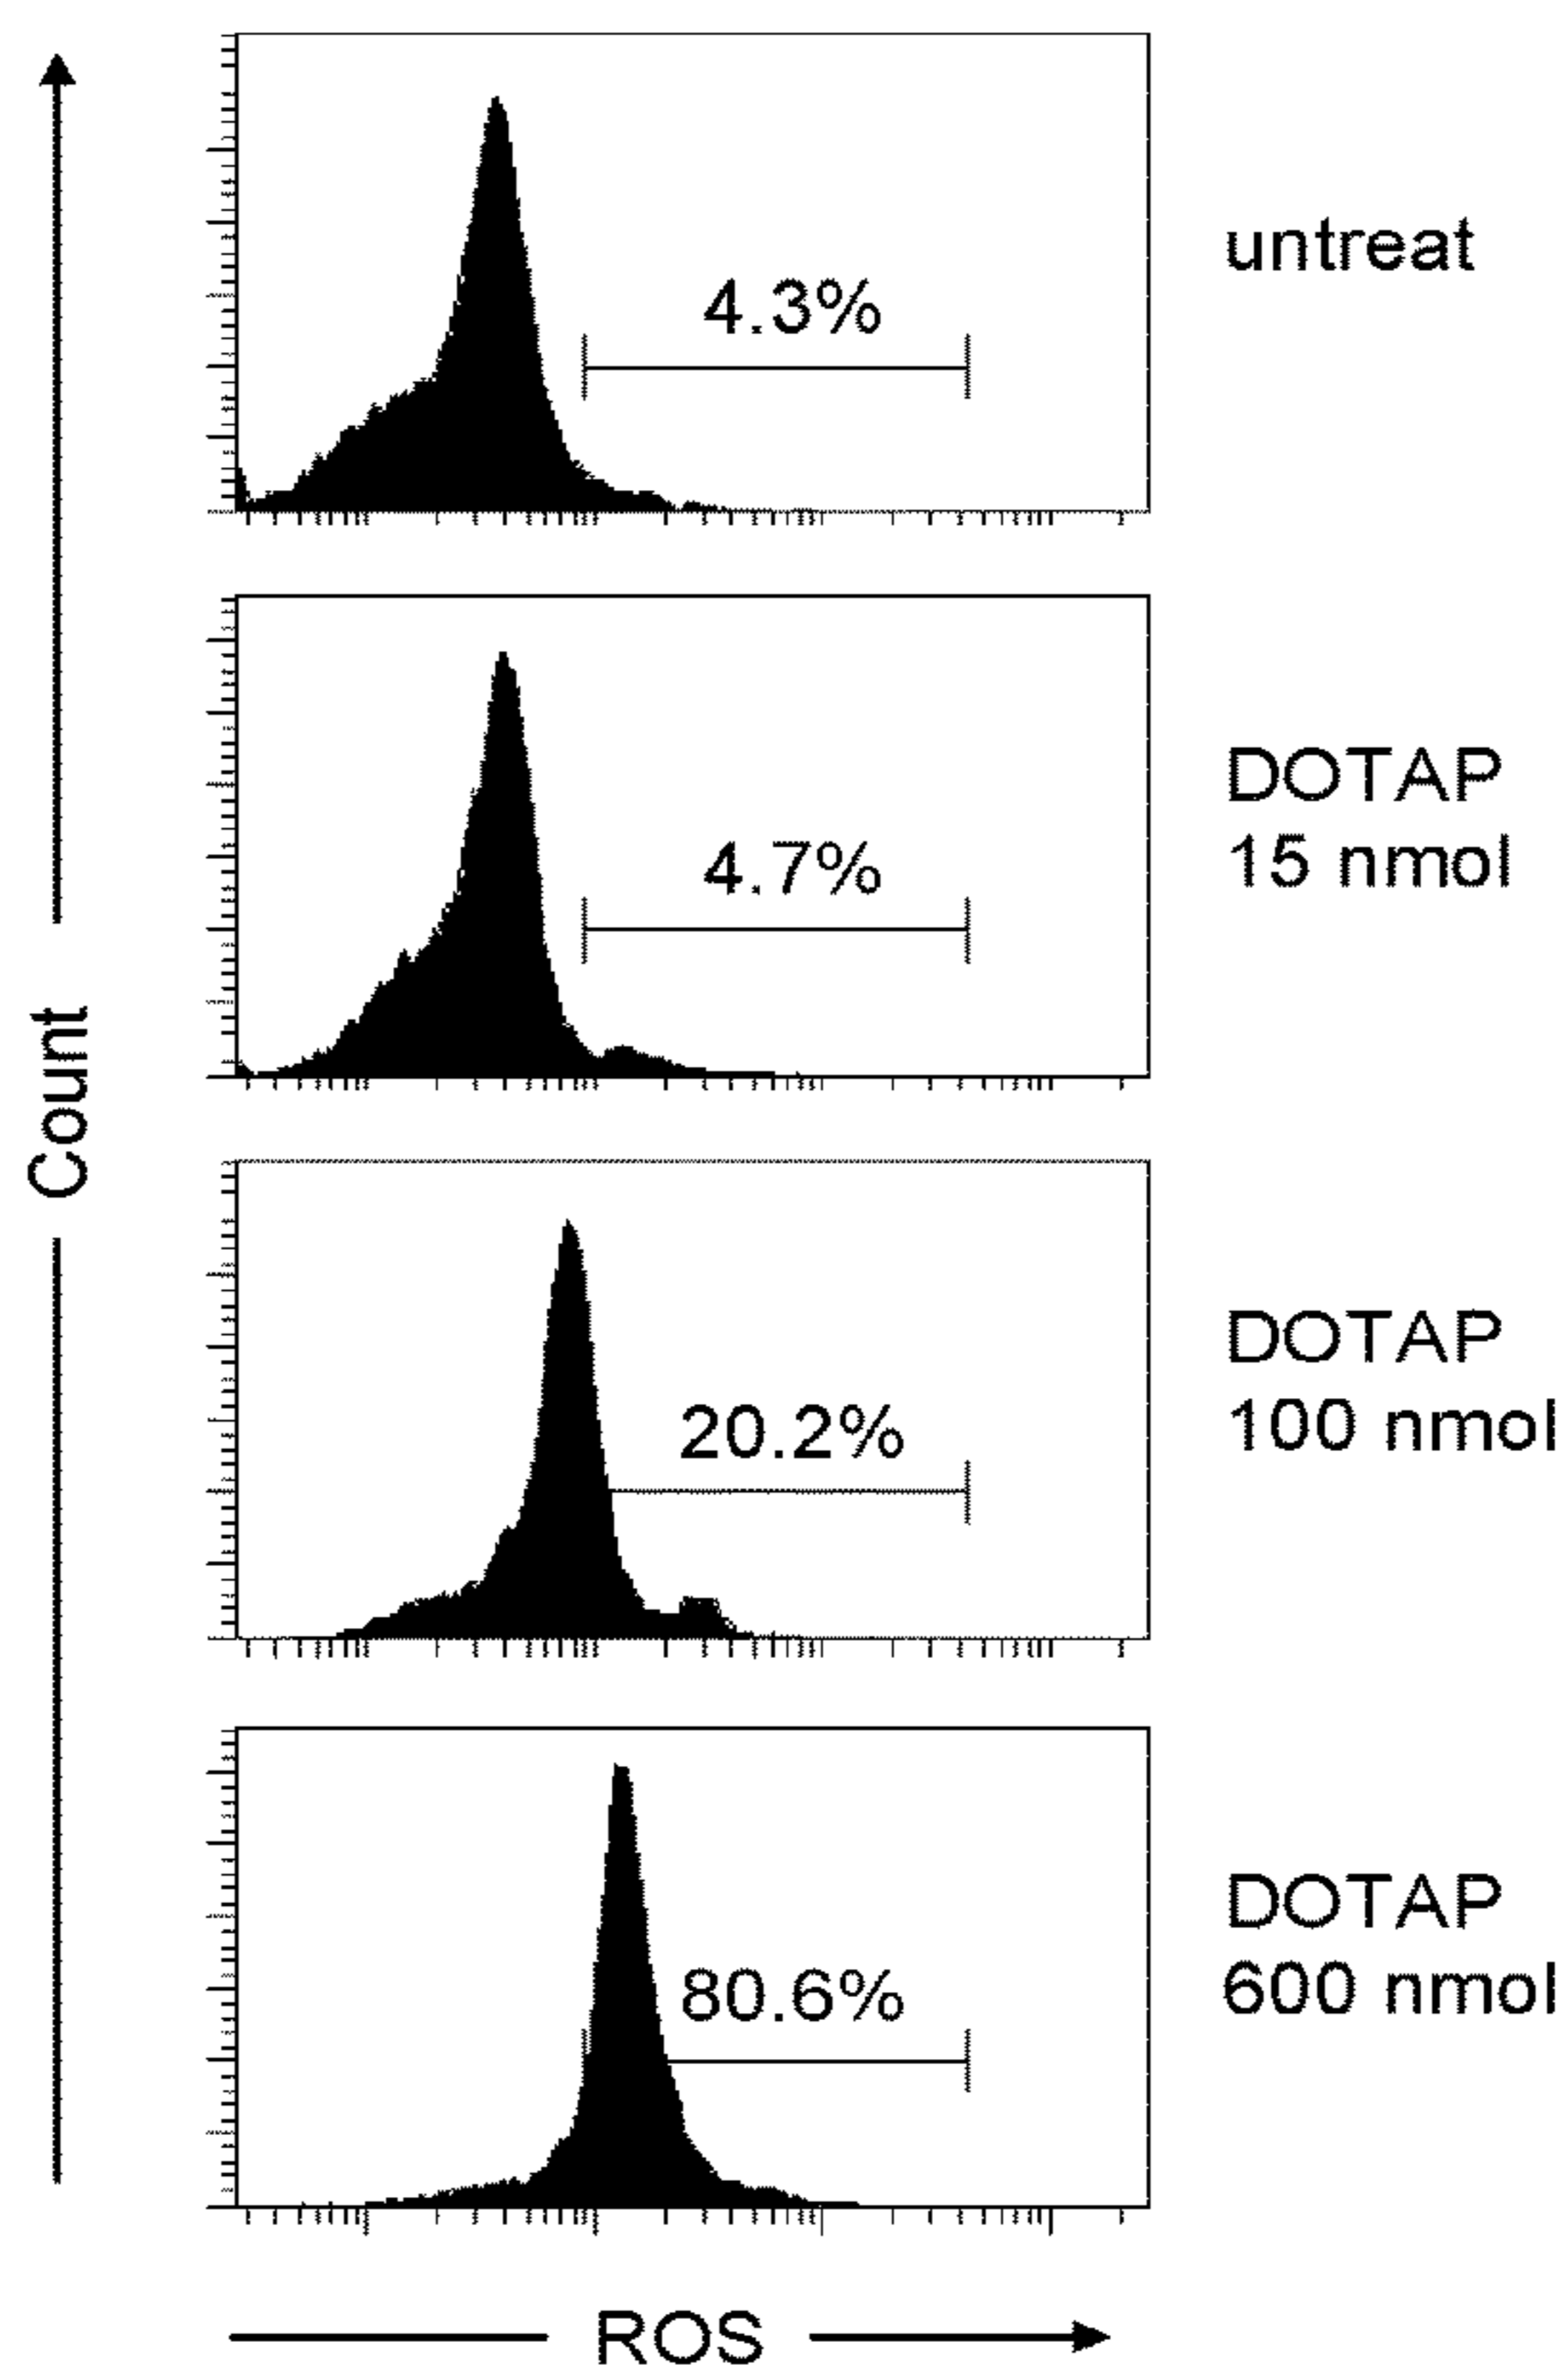 untreat
4.3%
DOTAP
15 nmol
4.7%
DOTAP
100 nmol
20.2%
DOTAP
600 nmol
80.6%
Count
ROS